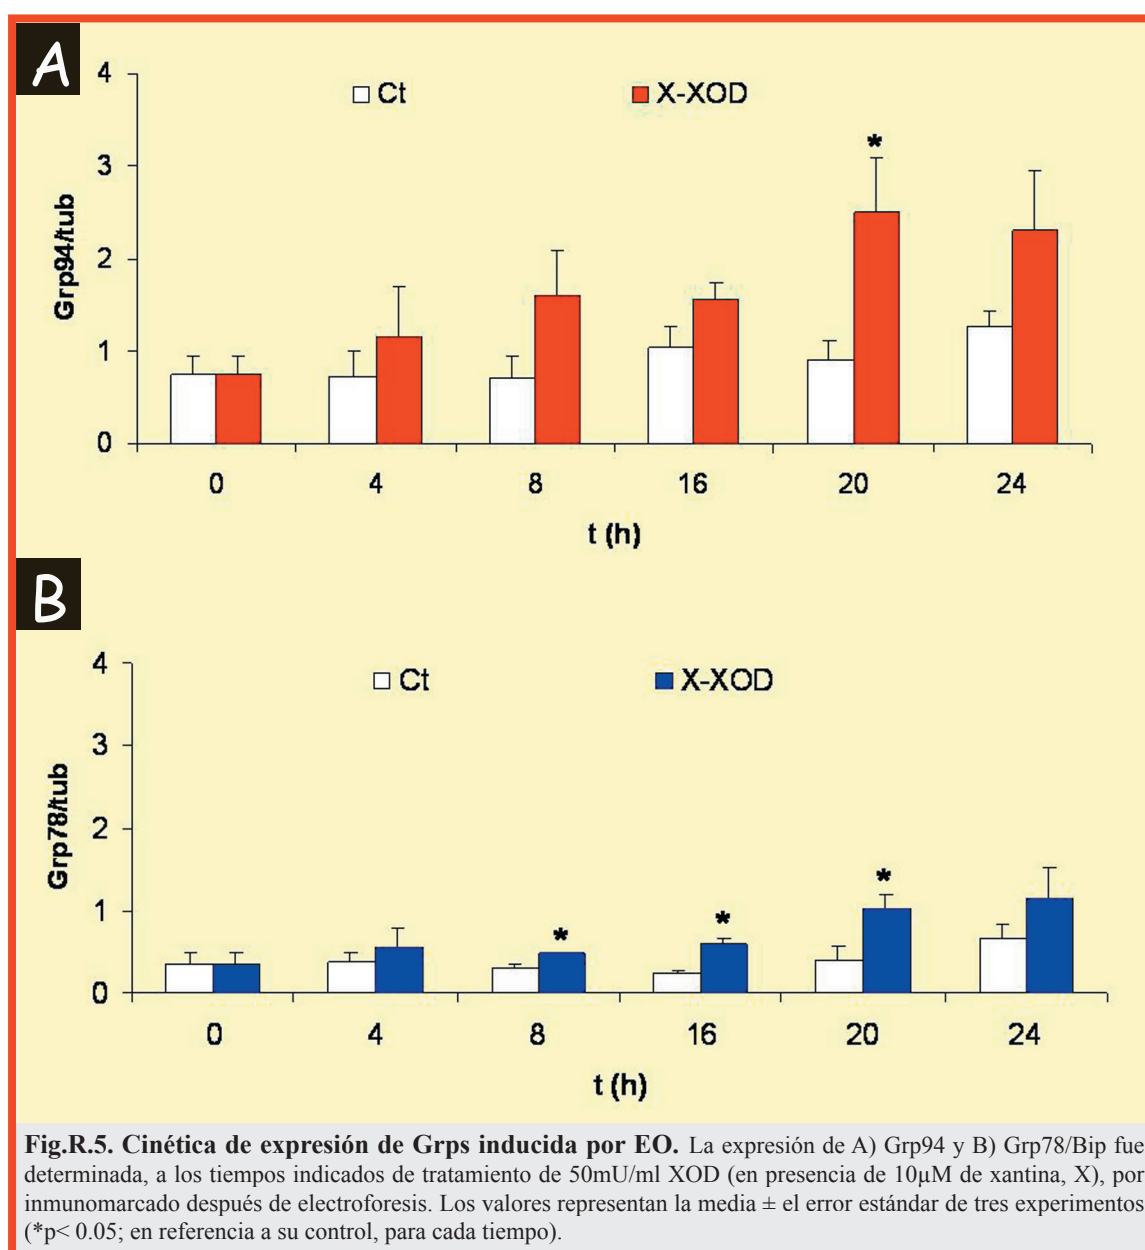 A
4
Ct X-XOD
3
*
2
1
0
Grp94/tub
0 4 8 16 20 24
t (h)
B
4
Ct X-XOD
3
2
* * *
1
0
Grp78/tub
0 4 8 16 20 24
t (h)
Fig.R.5. Cinética de expresión de Grps inducida por EO. La expresión de A) Grp94 y B) Grp78/Bip fue
determinada, a los tiempos indicados de tratamiento de 50mU/ml XOD (en presencia de 10µM de xantina, X), por
inmunomarcado después de electroforesis. Los valores representan la media ± el error estándar de tres experimentos
(*p< 0.05; en referencia a su control, para cada tiempo).